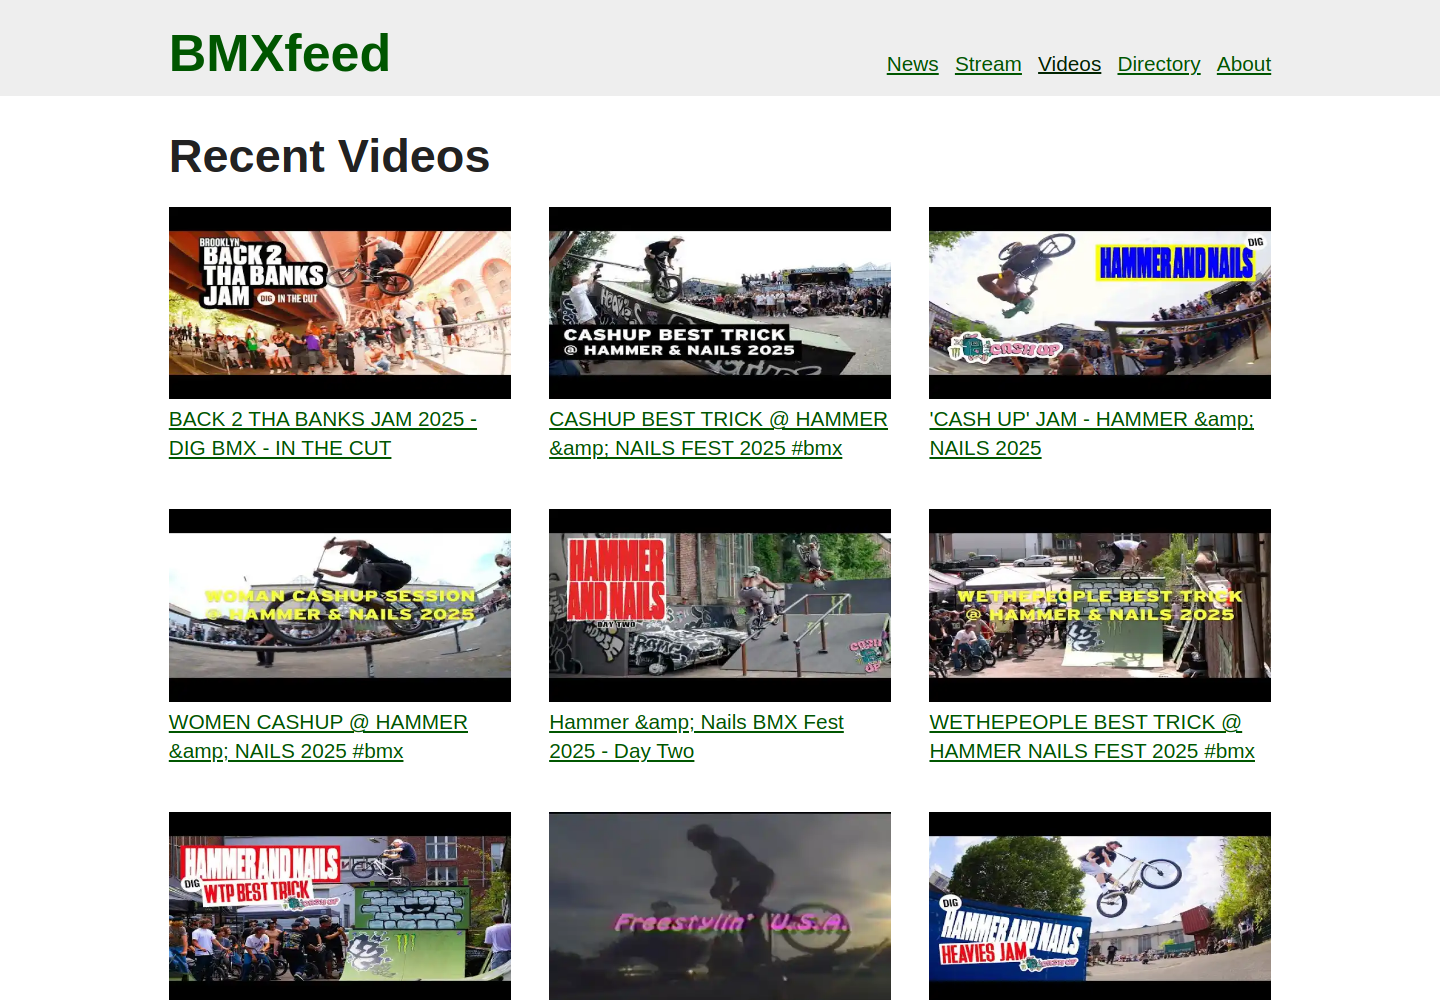 BMXfeed
News Stream Videos Directory About
Recent Videos
BROOKLYN
BACK 2
THA BANKS
JAM DIG IN THE CUT
CASHUP BEST TRICK
@ HAMMER & NAILS 2025
DIG
HAMMER AND NAILS
CASH UP
BACK 2 THA BANKS JAM 2025 -
DIG BMX - IN THE CUT
CASHUP BEST TRICK @ HAMMER
&amp; NAILS FEST 2025 #bmx
'CASH UP' JAM - HAMMER &amp;
NAILS 2025
WOMAN CASHUP SESSION
@ HAMMER & NAILS 2025
HAMMER
AND NAILS
DAY TWO
CASH
UP
WETHEPEOPLE BEST TRICK
@ HAMMER & NAILS 2025
WOMEN CASHUP @ HAMMER
&amp; NAILS 2025 #bmx
Hammer &amp; Nails BMX Fest
2025 - Day Two
WETHEPEOPLE BEST TRICK @
HAMMER NAILS FEST 2025 #bmx
HAMMER AND NAILS
DIG WTP BEST TRICK
Freestylin' U.S.A.
DIG
HAMMER AND NAILS
HEAVIES JAM